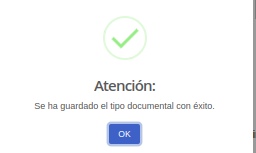 Atención:
Se ha guardado el tipo documental con éxito.
OK